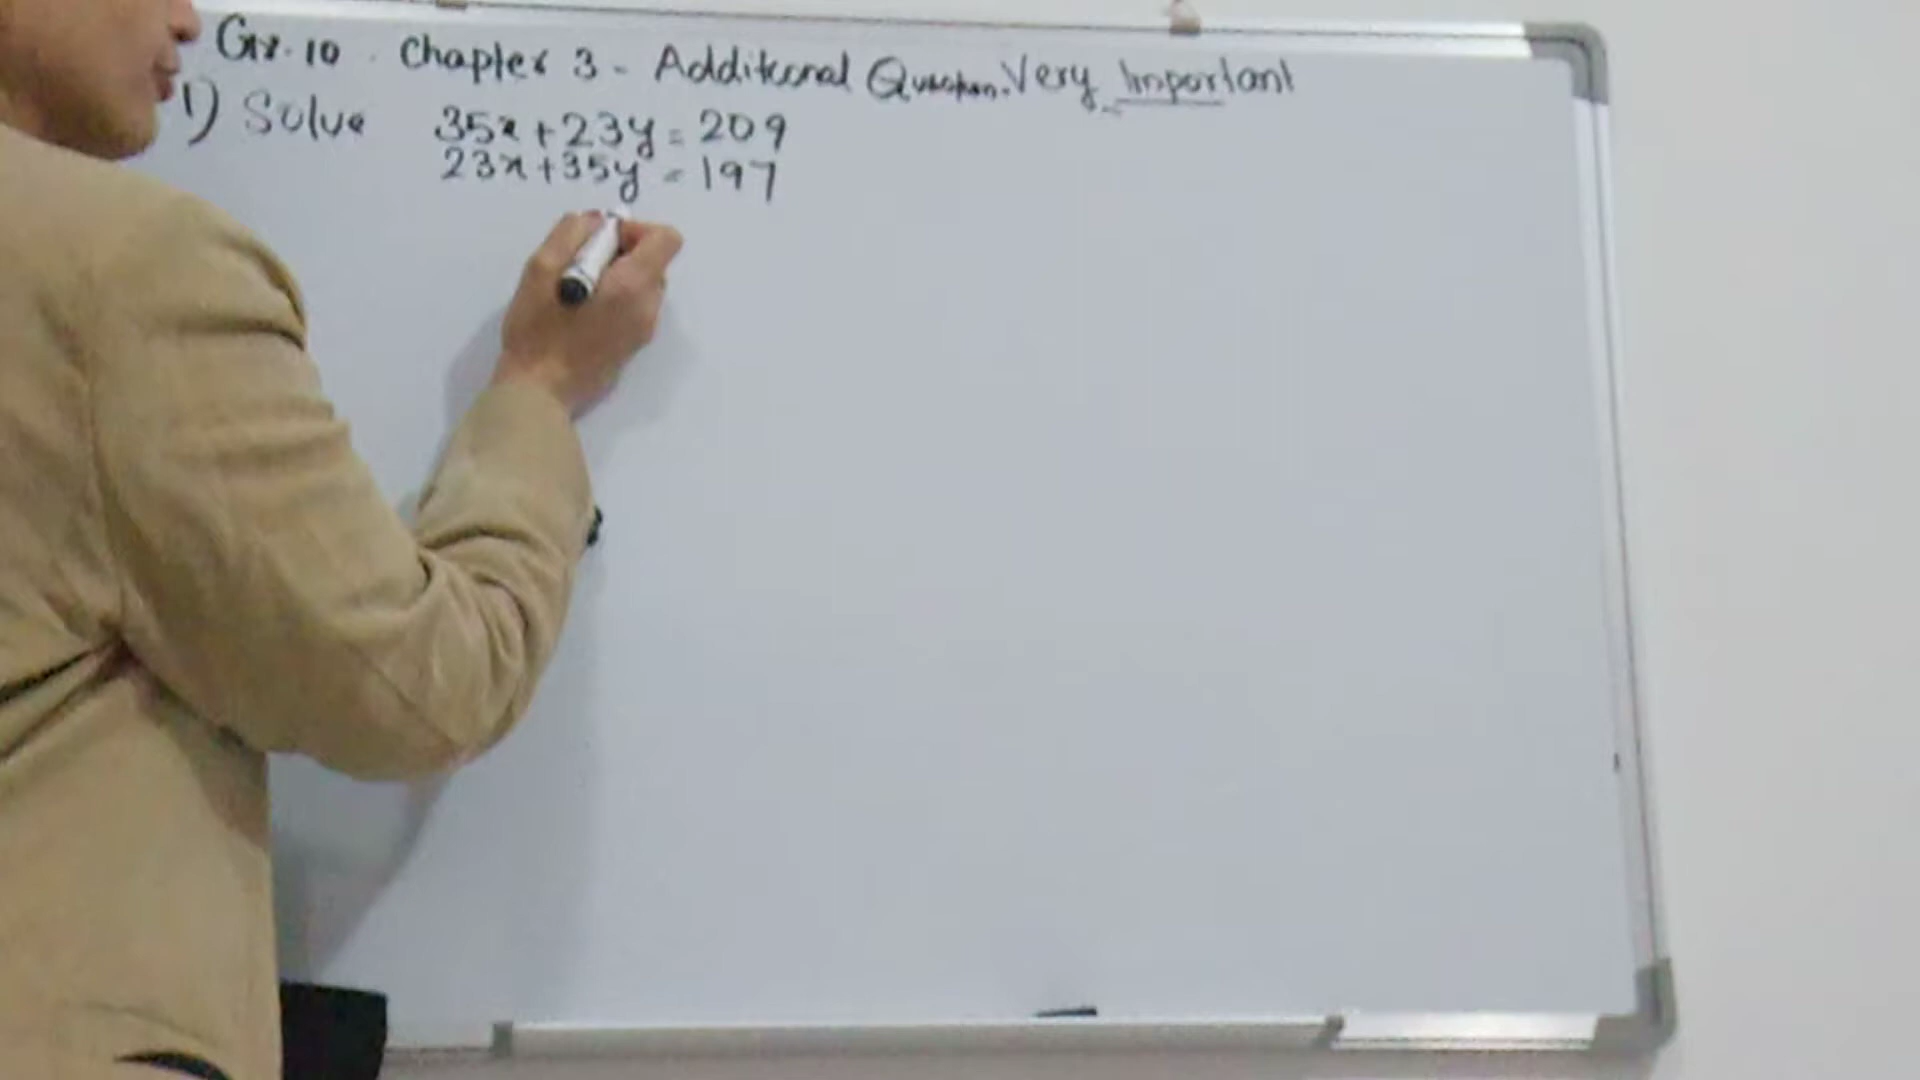 Gr.10 Chapter 3 - Additional Question. Very Important
1) Solve 35x + 23y = 209
23x + 35y = 197